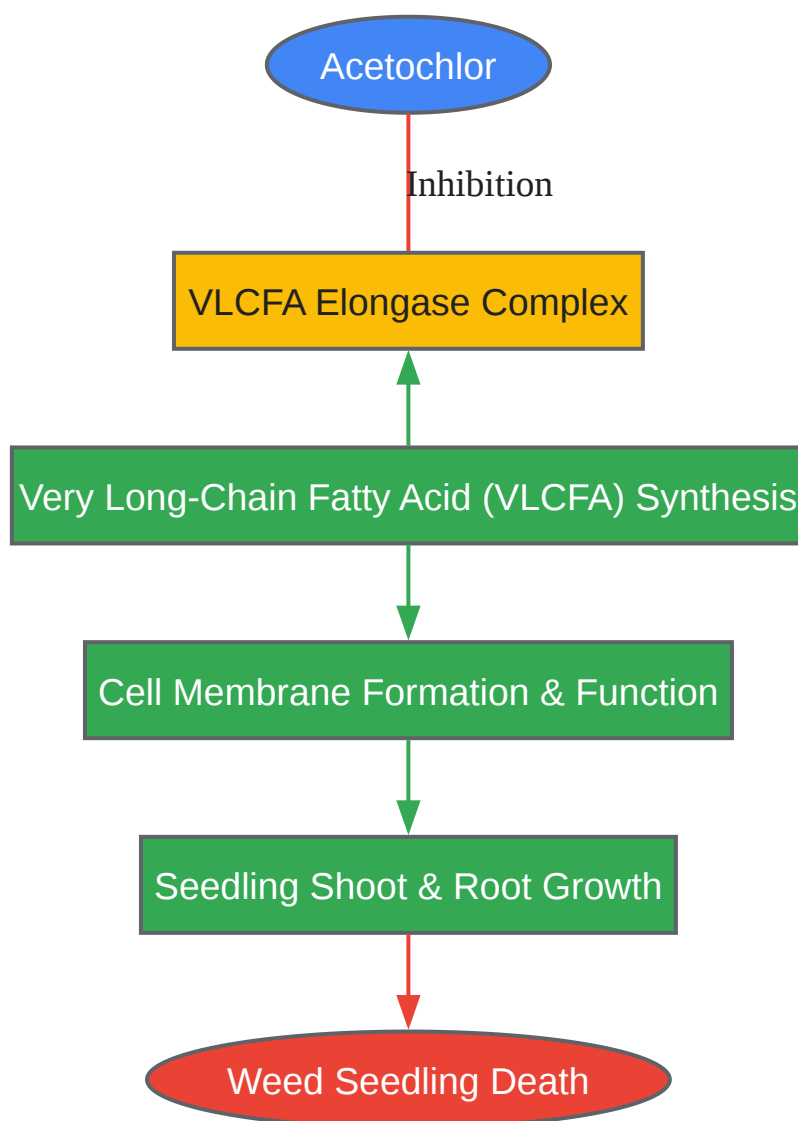 Acetochlor
Inhibition
VLCFA Elongase Complex
Very Long-Chain Fatty Acid (VLCFA) Synthesis
Cell Membrane Formation & Function
Seedling Shoot & Root Growth
Weed Seedling Death